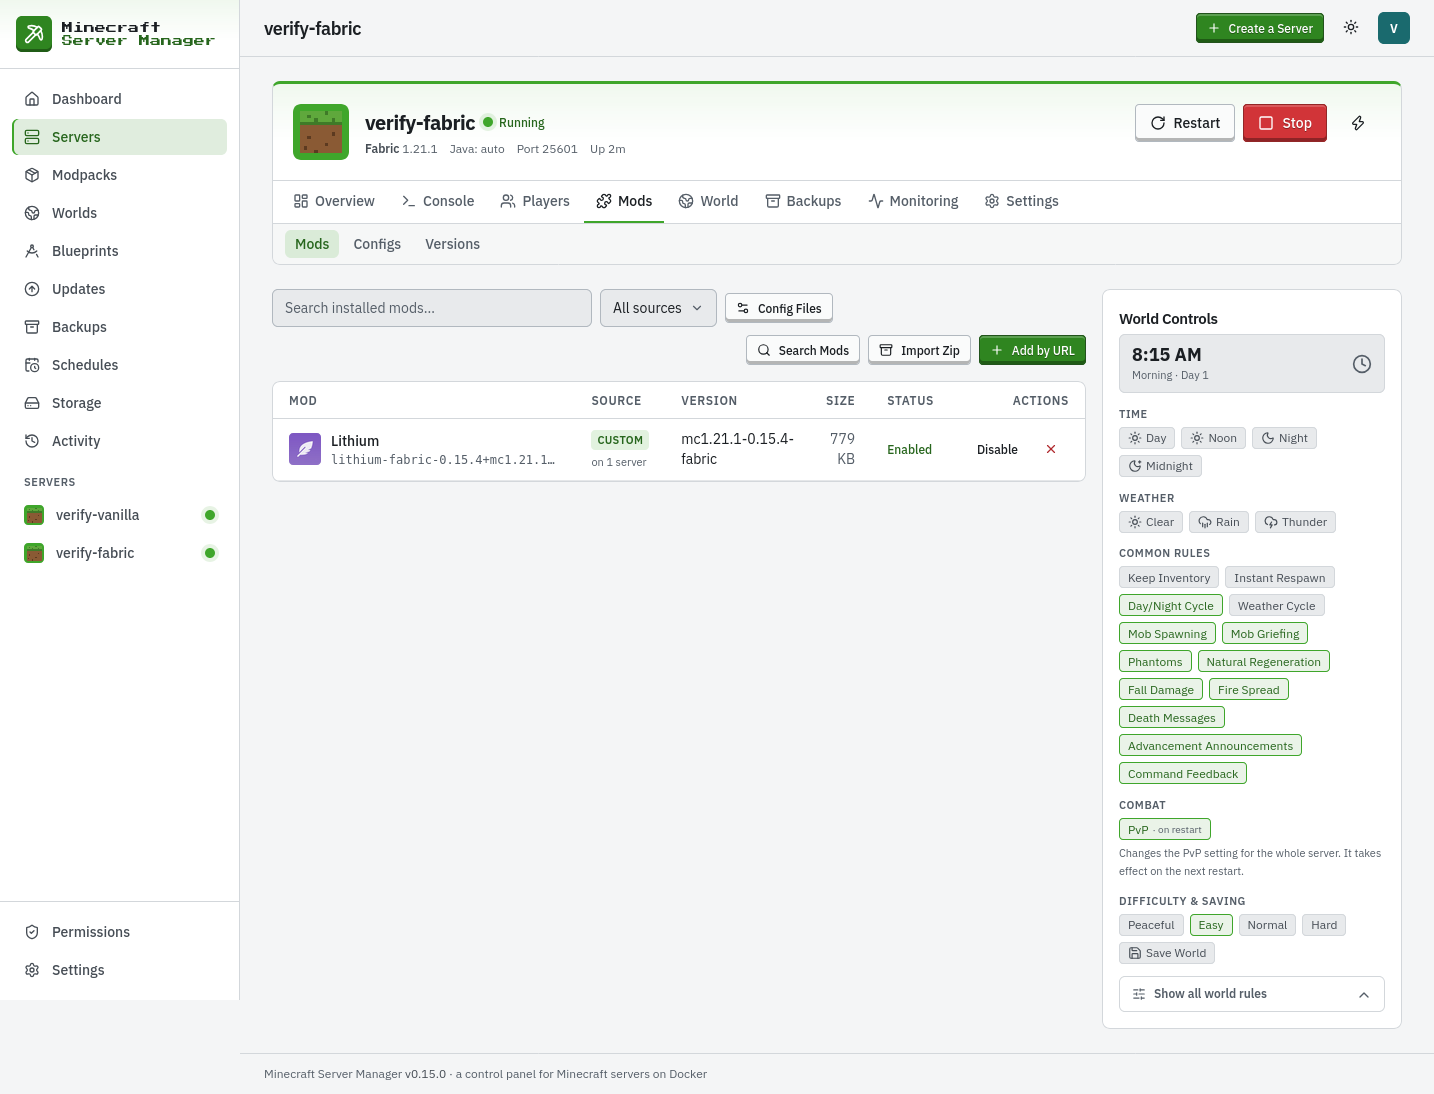 Minecraft
Server Manager
Dashboard
Servers
Modpacks
Worlds
Blueprints
Updates
Backups
Schedules
Storage
Activity
SERVERS
verify-vanilla
verify-fabric
Permissions
Settings
verify-fabric
Create a Server
V
verify-fabric Running
Fabric 1.21.1 Java: auto Port 25601 Up 2m
Restart Stop
Overview Console Players Mods World Backups Monitoring Settings
Mods Configs Versions
Search installed mods… All sources Config Files
Search Mods Import Zip Add by URL
MOD SOURCE VERSION SIZE STATUS ACTIONS
Lithium
lithium-fabric-0.15.4+mc1.21.1…
CUSTOM
on 1 server
mc1.21.1-0.15.4-
fabric
779
KB
Enabled
Disable
World Controls
8:15 AM
Morning · Day 1
TIME
Day Noon Night
Midnight
WEATHER
Clear Rain Thunder
COMMON RULES
Keep Inventory Instant Respawn
Day/Night Cycle Weather Cycle
Mob Spawning Mob Griefing
Phantoms Natural Regeneration
Fall Damage Fire Spread
Death Messages
Advancement Announcements
Command Feedback
COMBAT
PvP · on restart
Changes the PvP setting for the whole server. It takes
effect on the next restart.
DIFFICULTY & SAVING
Peaceful Easy Normal Hard
Save World
Show all world rules
Minecraft Server Manager v0.15.0 · a control panel for Minecraft servers on Docker